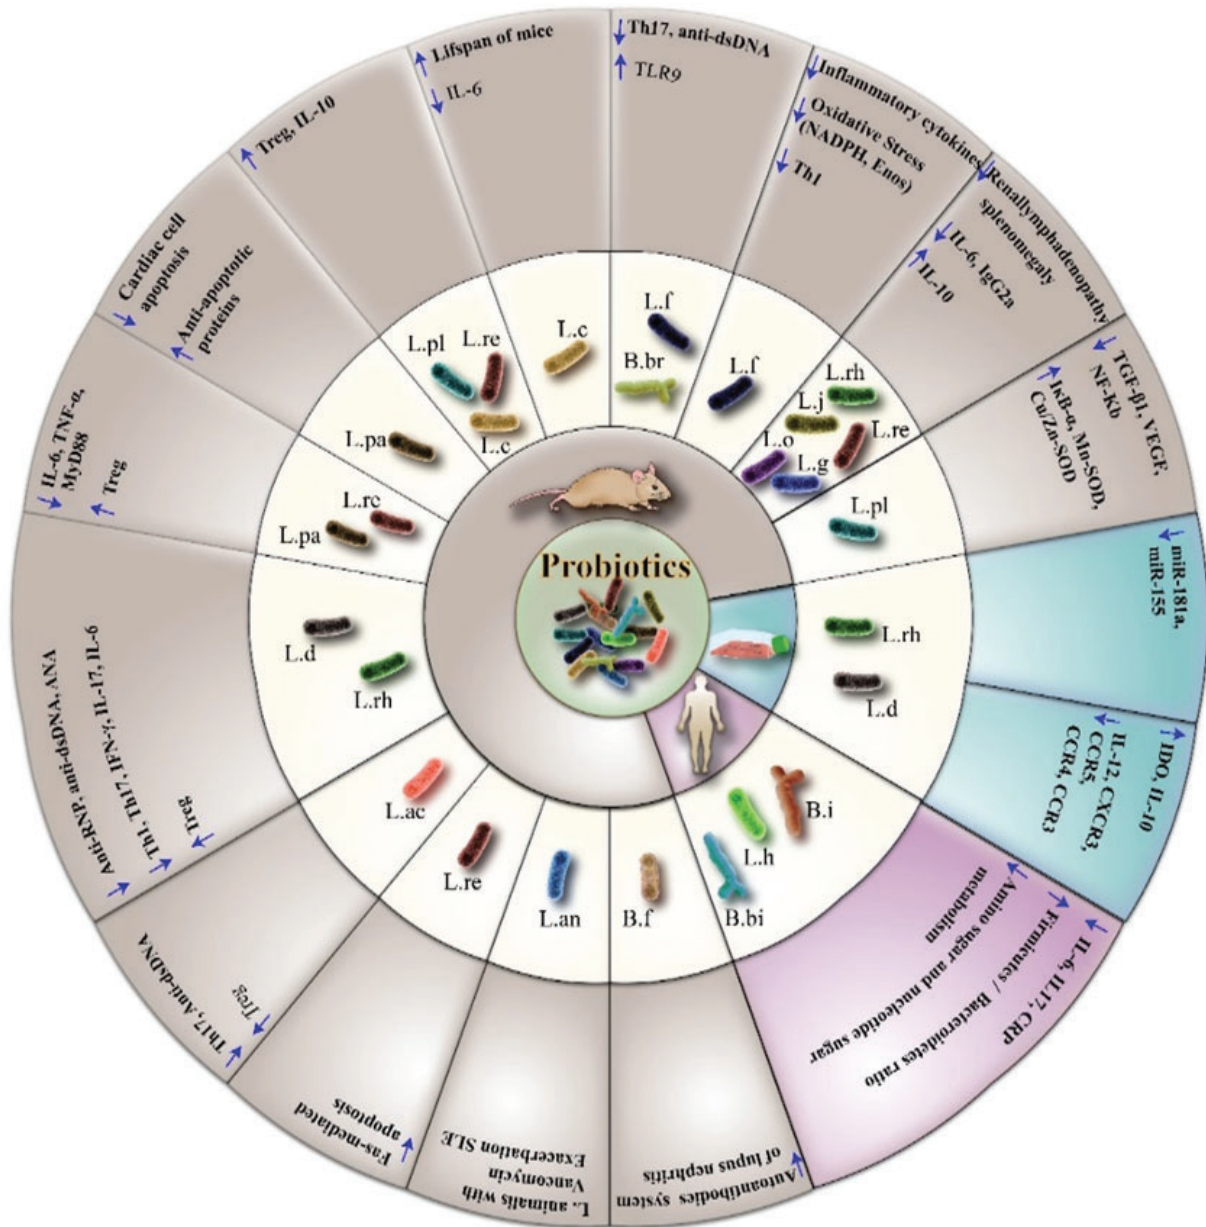 Probiotics
Th17, anti-dsDNA
TLR9
Inflammatory cytokines
Oxidative Stress
(NADPH, Enos)
Th1
Renallymphadenopathy
splenomegaly
IL-6, IgG2a
IL-10
TGF-β1, VEGF,
NF-Kb
IκB-α, Mn-SOD,
Cu/Zn-SOD
miR-181a,
miR-155
IDO, IL-10
IL-12, CXCR3,
CCR5,
CCR4, CCR3
IL-6, IL17, CRP
Firmicutes / Bacteroidetes ratio
Amino sugar and nucleotide sugar
metabolism
Autoantibodies system
of lupus nephritis
L. animalis with
Vancomycin
Exacerbation SLE
Fas-mediated
apoptosis
Th17, Anti-dsDNA
Treg
Anti-RNP, ani-dsDNA, ANA
Th1, Th17, IFN-γ, IL-17, IL-6
Treg
IL-6, TNF-α,
MyD88
Treg
Cardiac cell
apoptosis
Anti-apoptotic
proteins
Treg, IL-10
Lifspan of mice
IL-6
L.f
B.br
L.f
L.rh
L.j
L.re
L.o
L.g
L.pl
L.rh
L.d
B.i
L.h
B.bi
B.f
L.an
L.re
L.ac
L.d
L.rh
L.re
L.pa
L.pa
L.pl
L.re
L.c
L.c